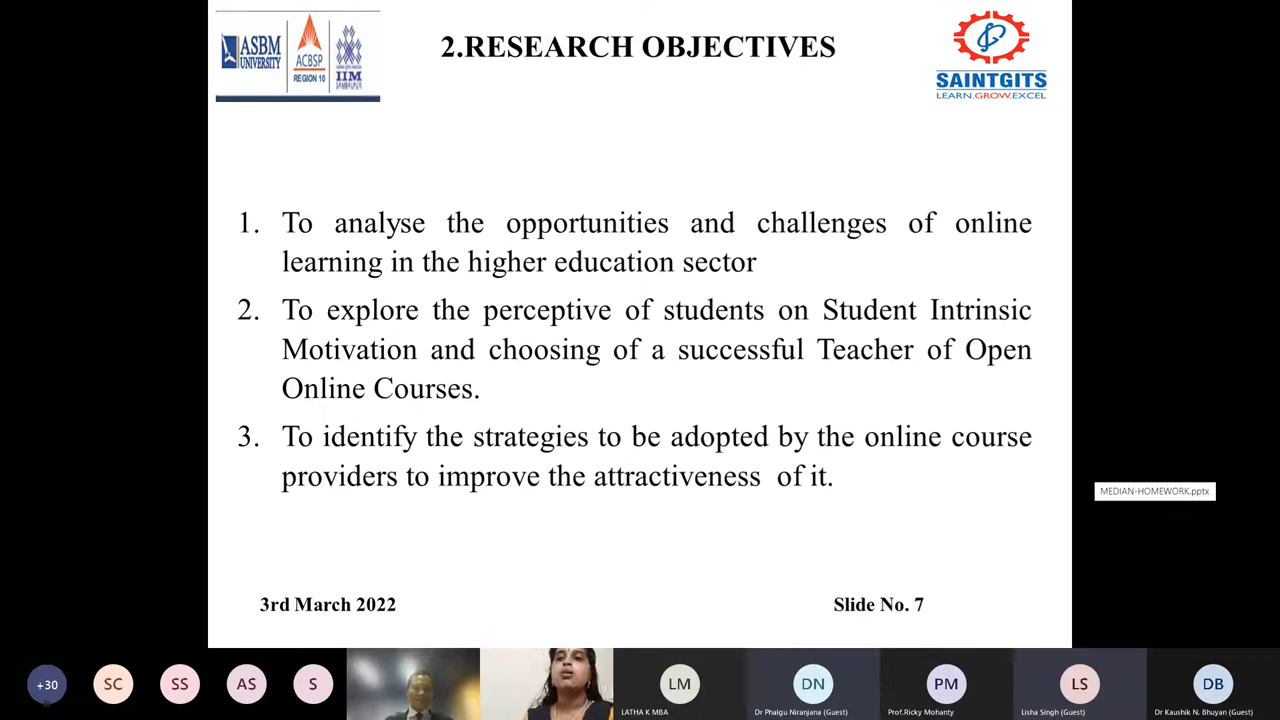 ASBM
UNIVERSITY
ACBSP
REGION 10
IIM
SAMBALPUR
2.RESEARCH OBJECTIVES
SAINTGITS
LEARN.GROW.EXCEL
1. To analyse the opportunities and challenges of online
learning in the higher education sector
2. To explore the perceptive of students on Student Intrinsic
Motivation and choosing of a successful Teacher of Open
Online Courses.
3. To identify the strategies to be adopted by the online course
providers to improve the attractiveness of it.
MEDIAN-HOMEWORK.pptx
3rd March 2022
Slide No. 7
+30
SC
SS
AS
S
LM
DN
PM
LS
DB
LATHA K MBA
Dr Phalgu Niranjana (Guest)
Prof.Ricky Mohanty
Lisha Singh (Guest)
Dr Kaushik N. Bhuyan (Guest)